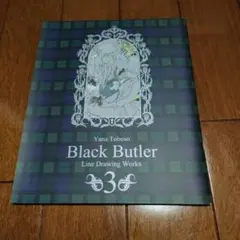 Yana Toboso
Black Butler
Line Drawing Works
3